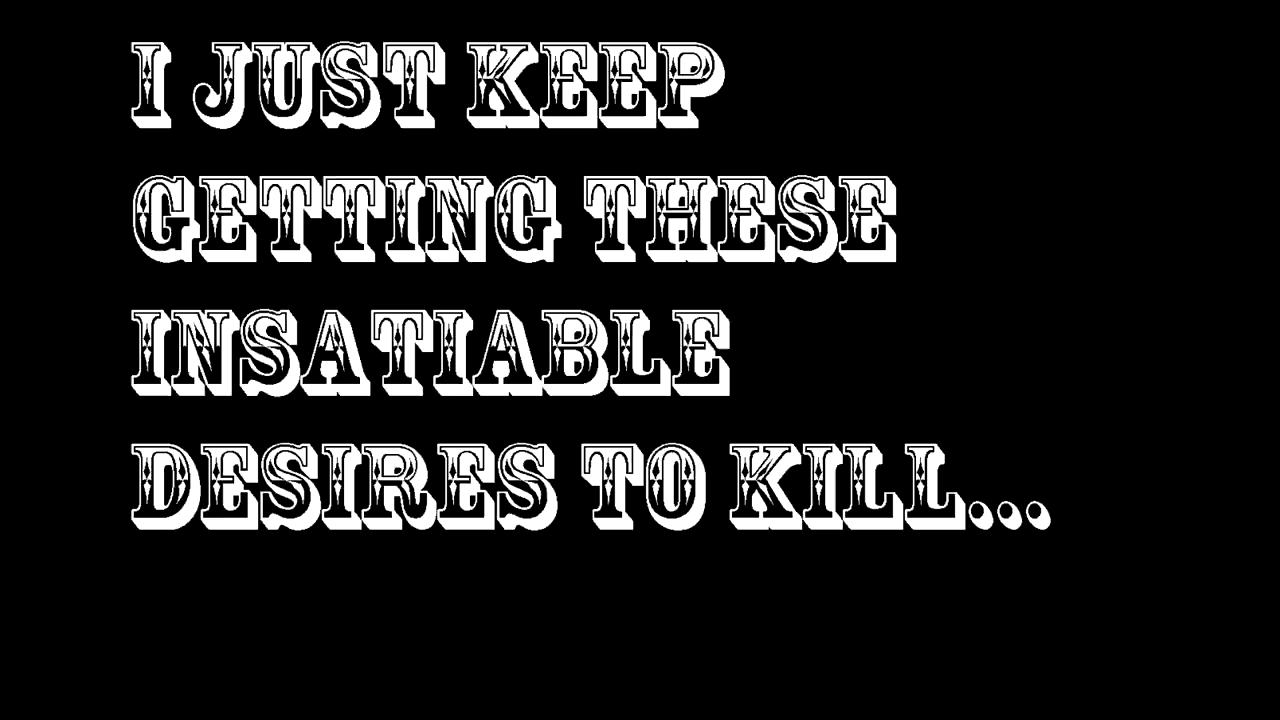 I JUST KEEP
GETTING THESE
INSATIABLE
DESIRES TO KILL...